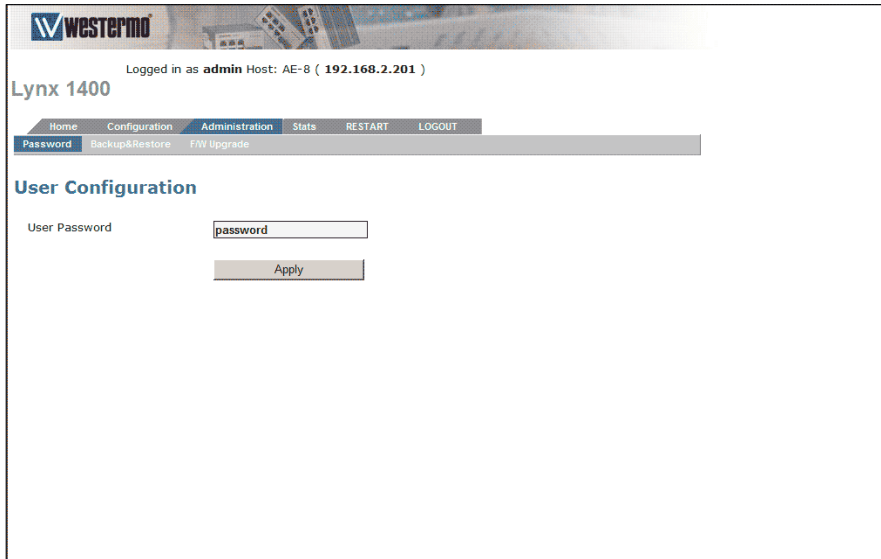 westermo
Logged in as admin Host: AE-8 ( 192.168.2.201 )
Lynx 1400
Home Configuration Administration Stats RESTART LOGOUT
Password Backup&Restore F/W Upgrade
User Configuration
User Password password
Apply